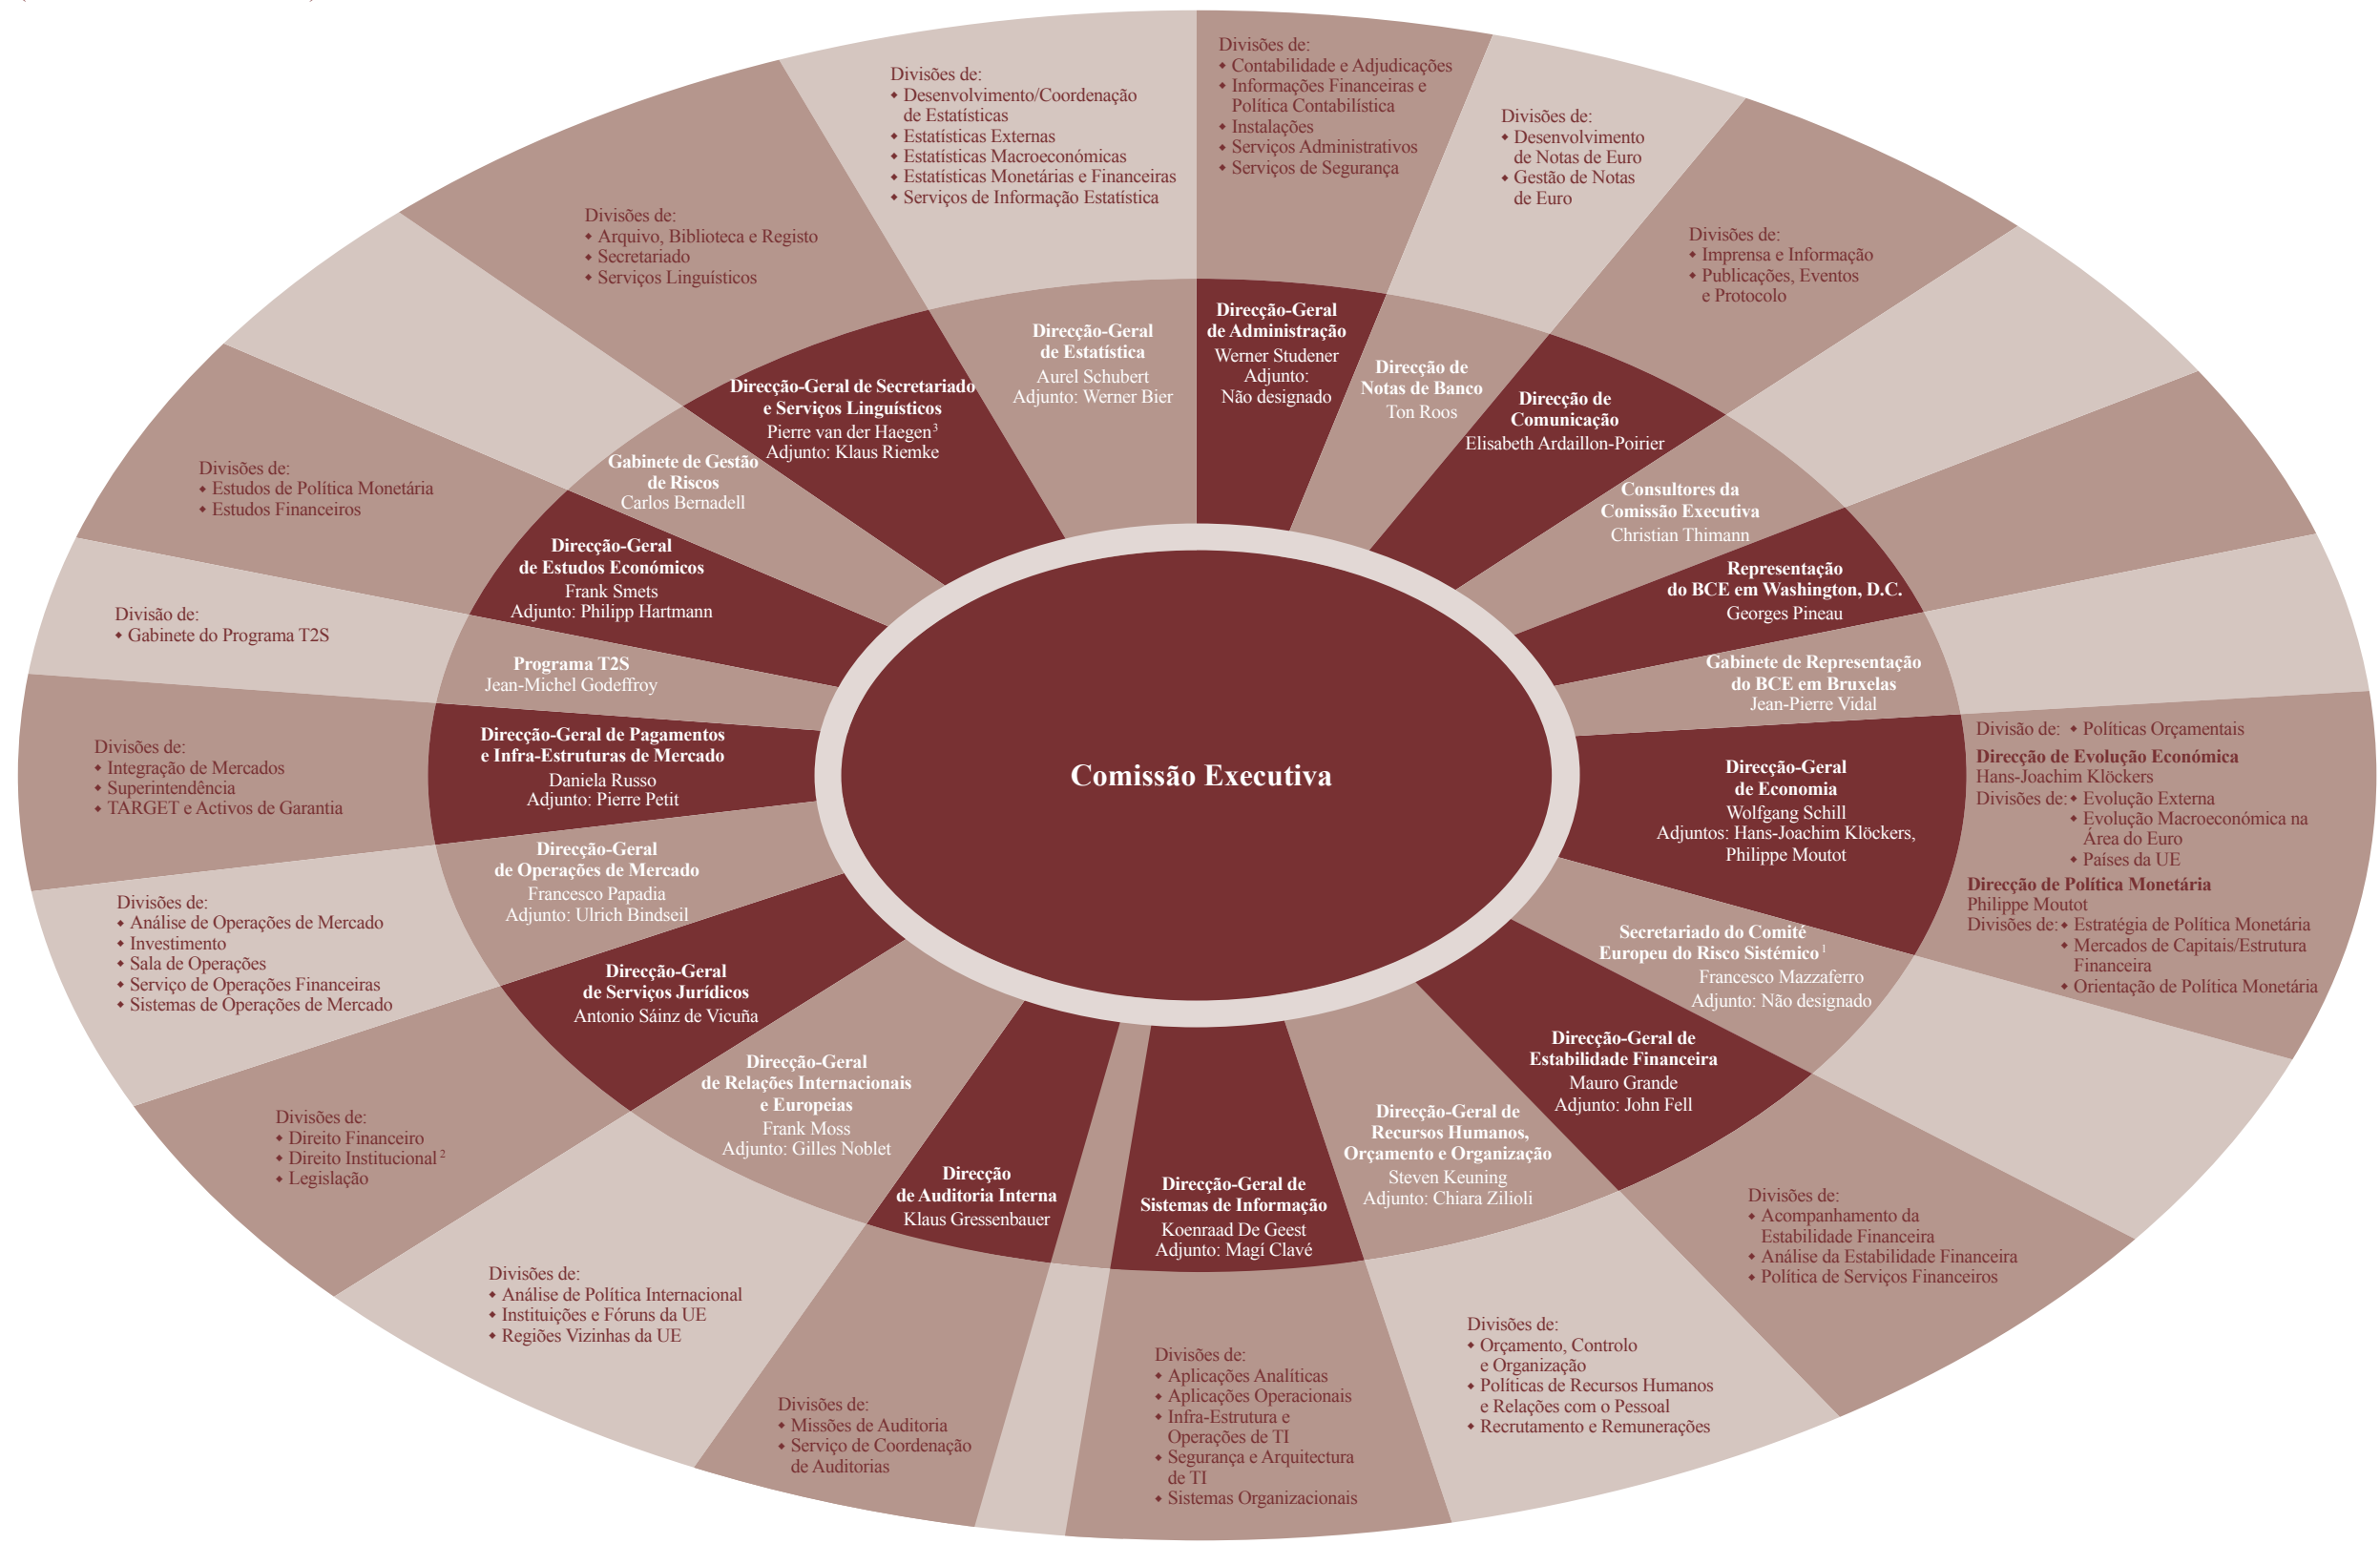 Comissão Executiva
Divisões de:
◆ Contabilidade e Adjudicações
◆ Informações Financeiras e
Política Contabilística
◆ Instalações
◆ Serviços Administrativos
◆ Serviços de Segurança
Direcção-Geral
de Administração
Werner Studener
Adjunto:
Não designado
Divisões de:
◆ Desenvolvimento
de Notas de Euro
◆ Gestão de Notas
de Euro
Direcção de
Notas de Banco
Ton Roos
Divisões de:
◆ Imprensa e Informação
◆ Publicações, Eventos
e Protocolo
Direcção de
Comunicação
Elisabeth Ardaillon-Poirier
Consultores da
Comissão Executiva
Christian Thimann
Representação
do BCE em Washington, D.C.
Georges Pineau
Gabinete de Representação
do BCE em Bruxelas
Jean-Pierre Vidal
Direcção-Geral
de Economia
Wolfgang Schill
Adjuntos: Hans-Joachim Klöckers,
Philippe Moutot
Divisão de: ◆ Políticas Orçamentais
Direcção de Evolução Económica
Hans-Joachim Klöckers
Divisões de: ◆ Evolução Externa
◆ Evolução Macroeconómica na
Área do Euro
◆ Países da UE
Direcção de Política Monetária
Philippe Moutot
Divisões de: ◆ Estratégia de Política Monetária
◆ Mercados de Capitais/Estrutura
Financeira
◆ Orientação de Política Monetária
Secretariado do Comité
Europeu do Risco Sistémico 1
Francesco Mazzaferro
Adjunto: Não designado
Direcção-Geral de
Estabilidade Financeira
Mauro Grande
Adjunto: John Fell
Divisões de:
◆ Acompanhamento da
Estabilidade Financeira
◆ Análise da Estabilidade Financeira
◆ Política de Serviços Financeiros
Direcção-Geral de
Recursos Humanos,
Orçamento e Organização
Steven Keuning
Adjunto: Chiara Zilioli
Divisões de:
◆ Orçamento, Controlo
e Organização
◆ Políticas de Recursos Humanos
e Relações com o Pessoal
◆ Recrutamento e Remunerações
Direcção-Geral de
Sistemas de Informação
Koenraad De Geest
Adjunto: Magí Clavé
Divisões de:
◆ Aplicações Analíticas
◆ Aplicações Operacionais
◆ Infra-Estrutura e
Operações de TI
◆ Segurança e Arquitectura
de TI
◆ Sistemas Organizacionais
Direcção
de Auditoria Interna
Klaus Gressenbauer
Divisões de:
◆ Missões de Auditoria
◆ Serviço de Coordenação
de Auditorias
Direcção-Geral
de Relações Internacionais
e Europeias
Frank Moss
Adjunto: Gilles Noblet
Divisões de:
◆ Análise de Política Internacional
◆ Instituições e Fóruns da UE
◆ Regiões Vizinhas da UE
Direcção-Geral
de Serviços Jurídicos
Antonio Sáinz de Vicuña
Divisões de:
◆ Direito Financeiro
◆ Direito Institucional 2
◆ Legislação
Direcção-Geral
de Operações de Mercado
Francesco Papadia
Adjunto: Ulrich Bindseil
Divisões de:
◆ Análise de Operações de Mercado
◆ Investimento
◆ Sala de Operações
◆ Serviço de Operações Financeiras
◆ Sistemas de Operações de Mercado
Direcção-Geral de Pagamentos
e Infra-Estruturas de Mercado
Daniela Russo
Adjunto: Pierre Petit
Divisões de:
◆ Integração de Mercados
◆ Superintendência
◆ TARGET e Activos de Garantia
Programa T2S
Jean-Michel Godeffroy
Divisão de:
◆ Gabinete do Programa T2S
Direcção-Geral
de Estudos Económicos
Frank Smets
Adjunto: Philipp Hartmann
Divisões de:
◆ Estudos de Política Monetária
◆ Estudos Financeiros
Gabinete de Gestão
de Riscos
Carlos Bernadell
Direcção-Geral de Secretariado
e Serviços Linguísticos
Pierre van der Haegen 3
Adjunto: Klaus Riemke
Divisões de:
◆ Arquivo, Biblioteca e Registo
◆ Secretariado
◆ Serviços Linguísticos
Direcção-Geral
de Estatística
Aurel Schubert
Adjunto: Werner Bier
Divisões de:
◆ Desenvolvimento/Coordenação
de Estatísticas
◆ Estatísticas Externas
◆ Estatísticas Macroeconómicas
◆ Estatísticas Monetárias e Financeiras
◆ Serviços de Informação Estatística